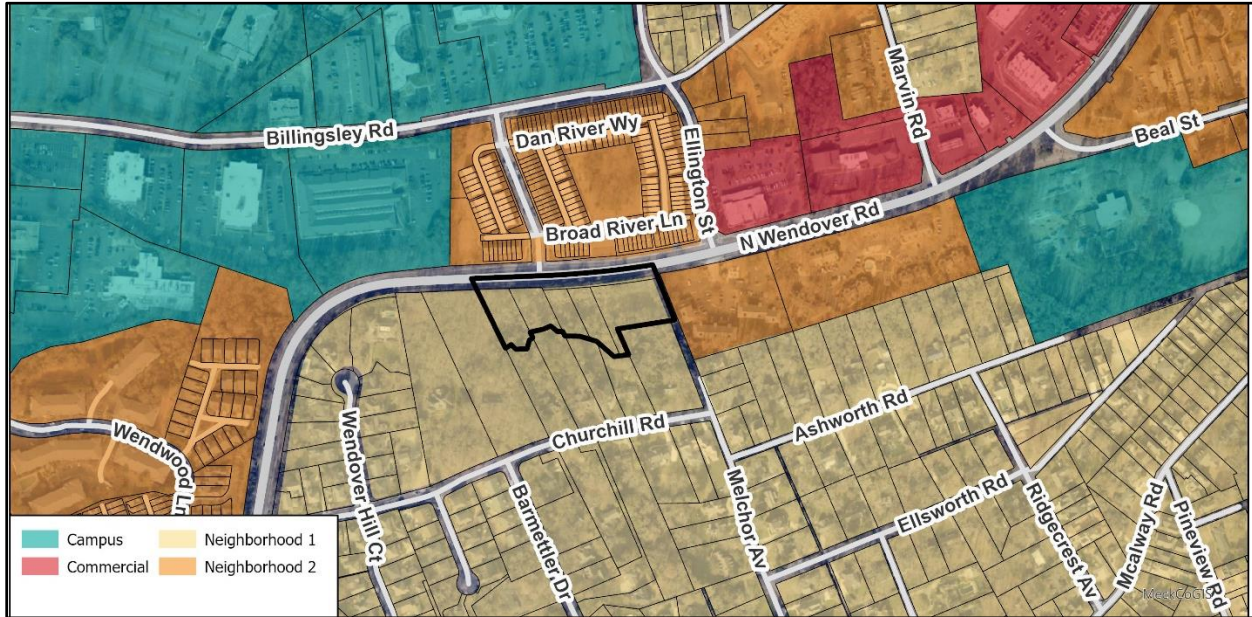 Billingsley Rd
Dan River Wy
Ellington St
Marvin Rd
Beal St
Broad River Ln
N Wendover Rd
Wendwood Ln
Wendover Hill Ct
Churchill Rd
Barmettler Dr
Melchor Av
Ashworth Rd
Ellsworth Rd
Ridgecrest Av
Mcalway Rd
Pineview Rd
Campus
Neighborhood 1
Commercial
Neighborhood 2
MeckCoGIS